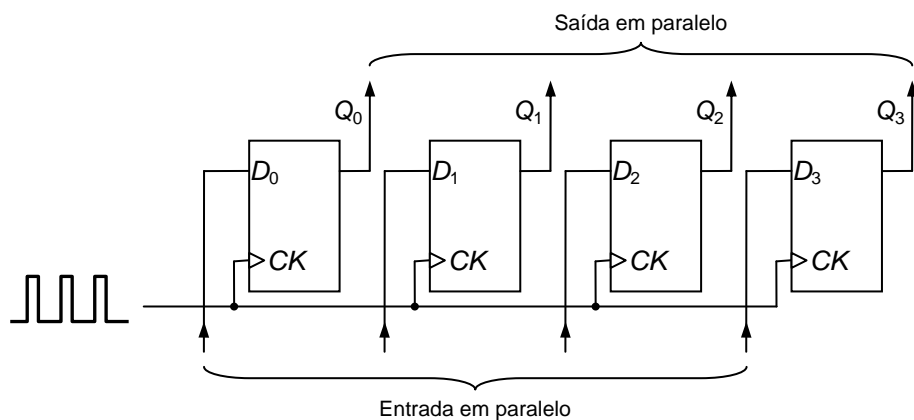 Saída em paralelo
Q0 Q1 Q2 Q3
D0 D1 D2 D3
CK CK CK CK
Entrada em paralelo